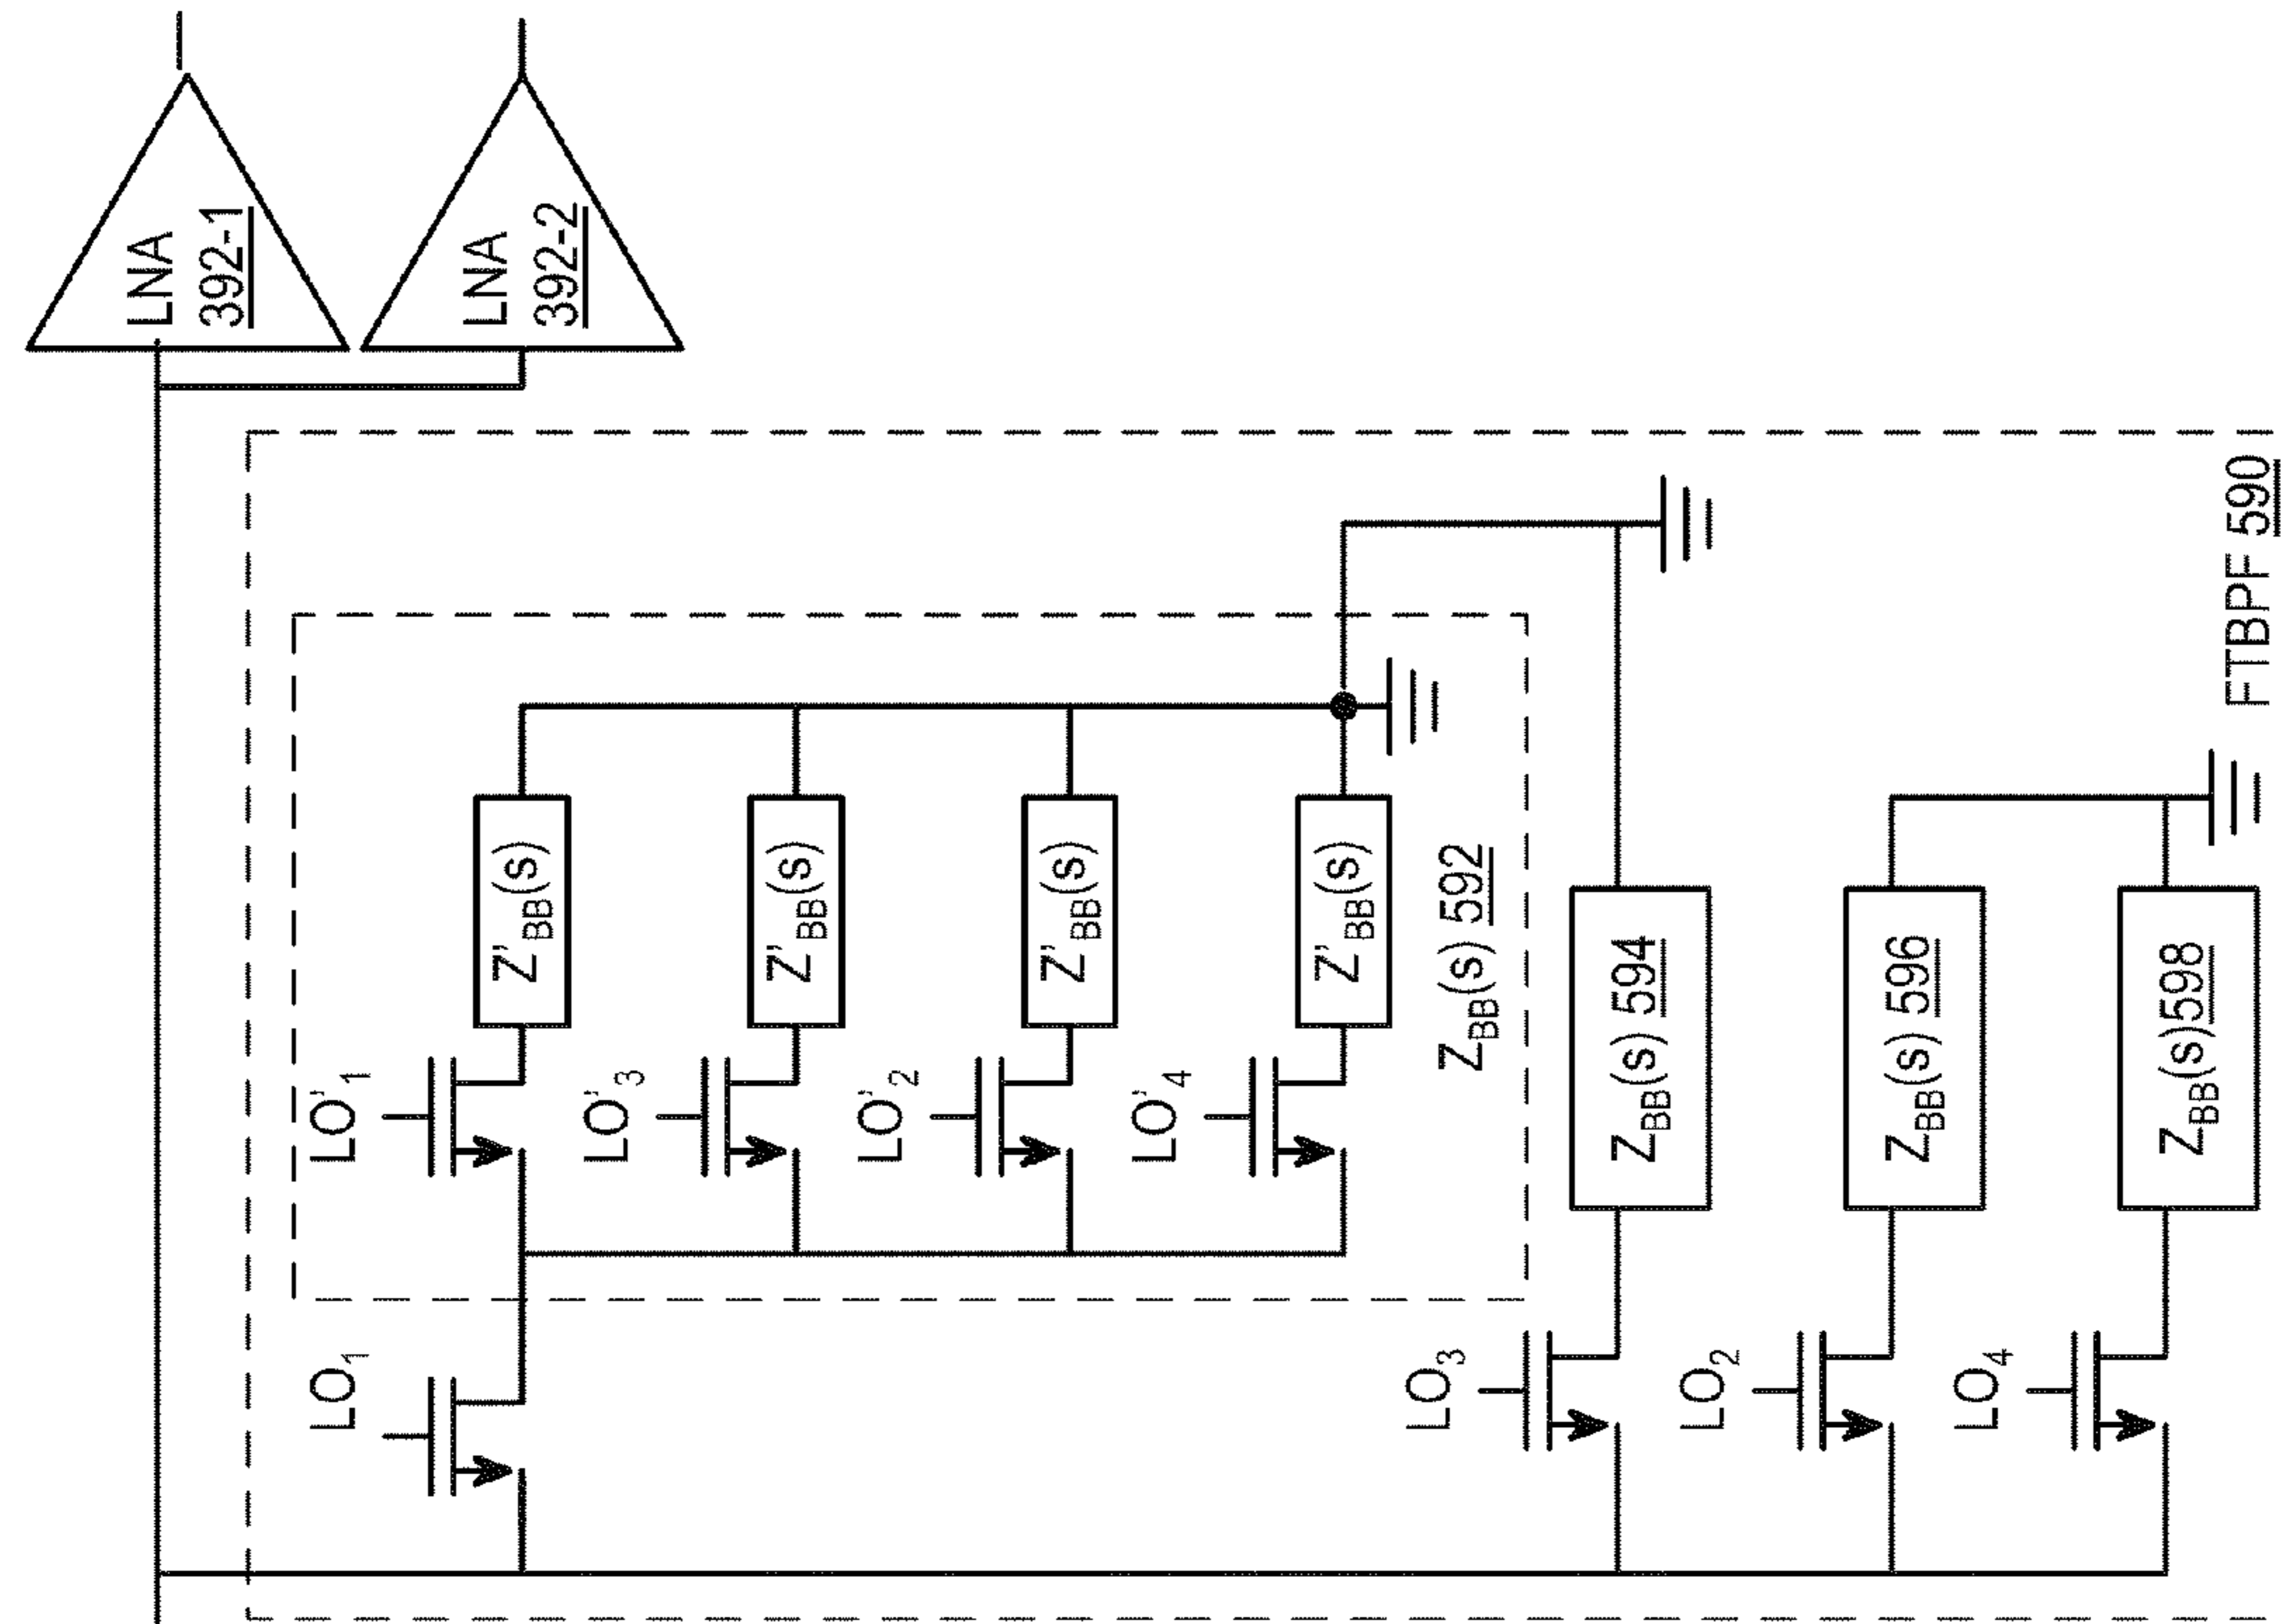 LNA
392-1
LNA
392-2
LO'1
Z'BB(s)
LO'3
Z'BB(s)
LO'2
Z'BB(s)
LO'4
Z'BB(s)
ZBB(s) 592
LO1
LO3
ZBB(s) 594
LO2
ZBB(s) 596
LO4
ZBB(s)598
FTBPF 590